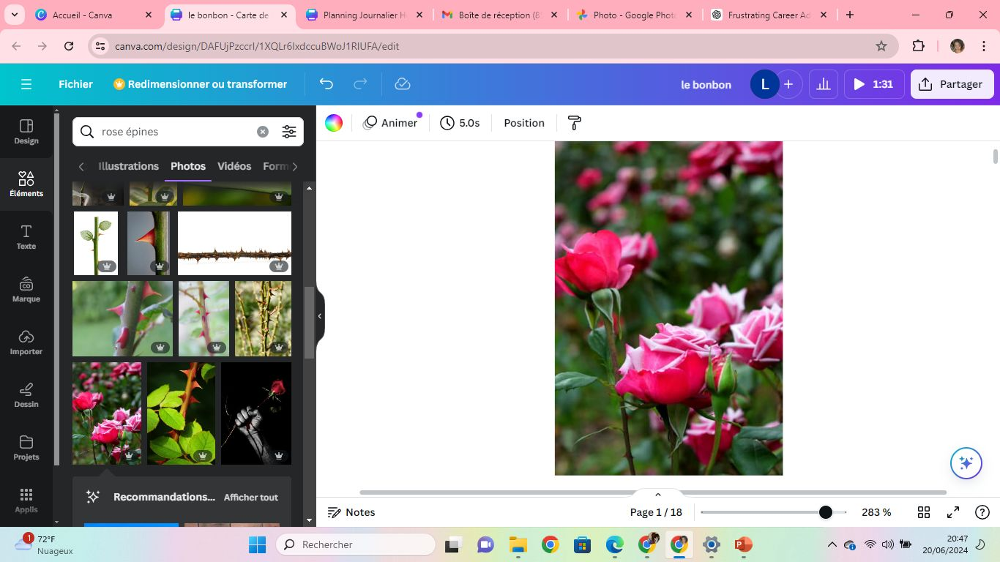 Accueil - Canva
le bonbon - Carte de
Planning Journalier H
Boîte de réception (8
Photo - Google Photo
Frustrating Career Ad
canva.com/design/DAFUjPzccrI/1XQLr6IxdccuBWoJ1RIUFA/edit
Fichier
Redimensionner ou transformer
le bonbon
L
1:31
Partager
Design
Éléments
Texte
Marque
Importer
Dessin
Projets
Applis
rose épines
Illustrations Photos Vidéos Form
Animer
5.0s
Position
Recommandations... Afficher tout
Notes
Page 1 / 18
283 %
1
72°F
Nuageux
Rechercher
20:47
20/06/2024